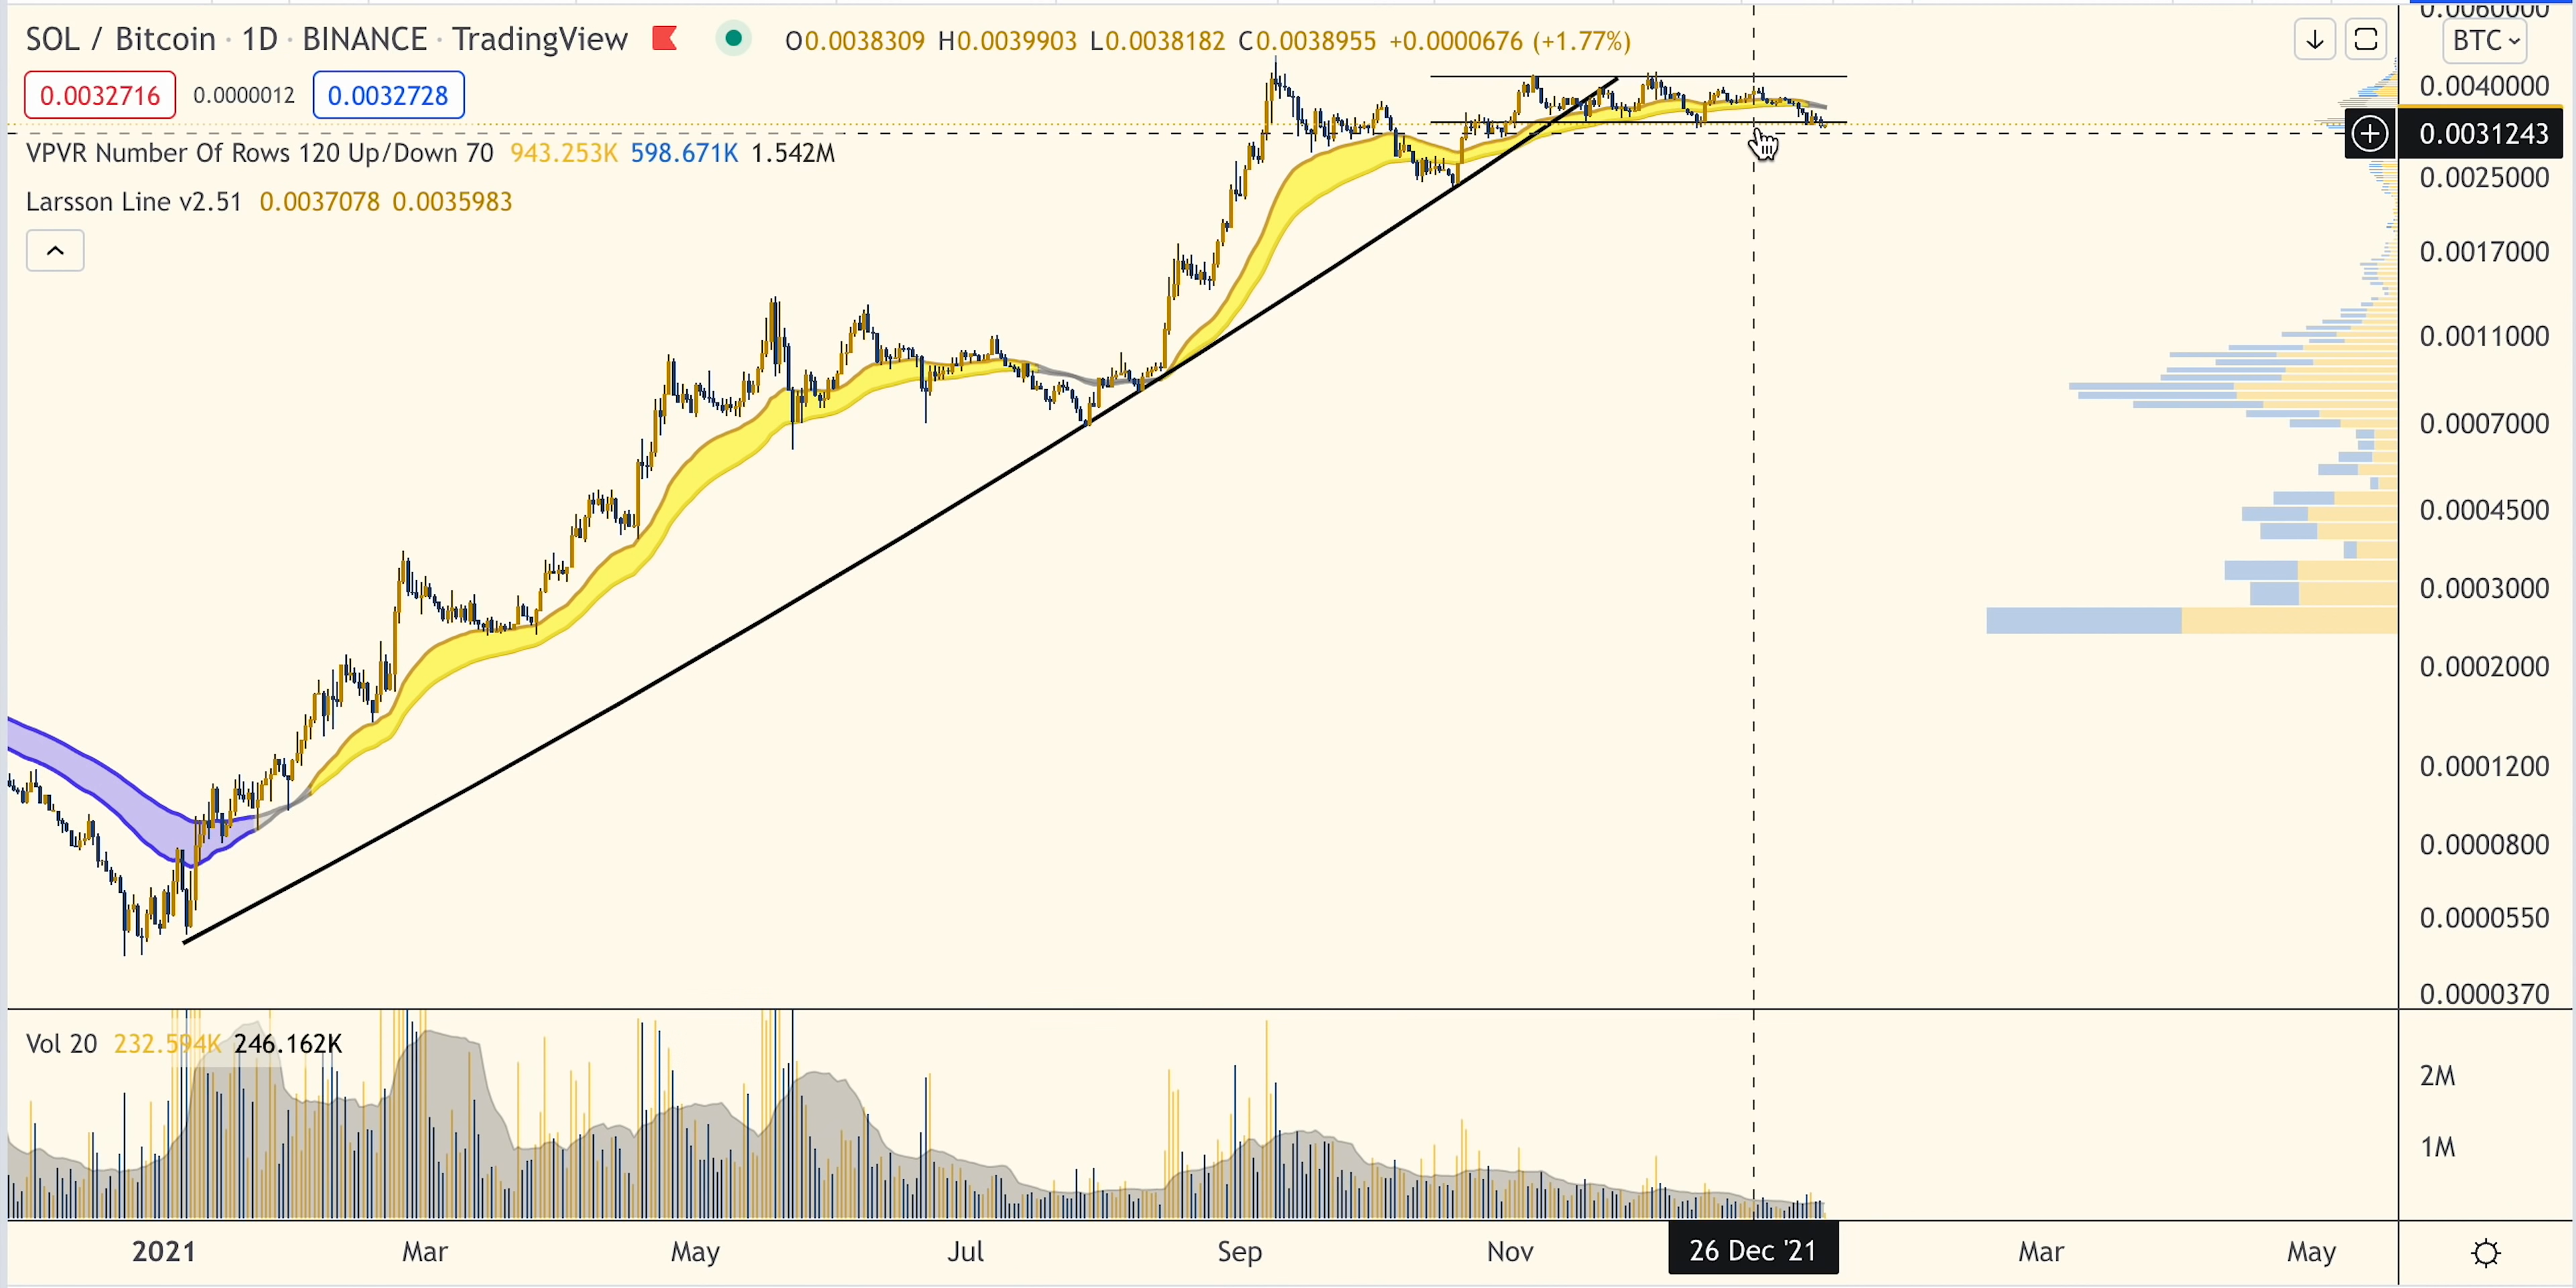 SOL / Bitcoin · 1D · BINANCE · TradingView O0.0038309 H0.0039903 L0.0038182 C0.0038955 +0.0000676 (+1.77%)
0.0032716 0.0000012 0.0032728
VPVR Number Of Rows 120 Up/Down 70 943.253K 598.671K 1.542M
Larsson Line v2.51 0.0037078 0.0035983
0.0060000
BTC
0.0040000
0.0031243
0.0025000
0.0017000
0.0011000
0.0007000
0.0004500
0.0003000
0.0002000
0.0001200
0.0000800
0.0000550
0.0000370
Vol 20 232.594K 246.162K
2M
1M
2021 Mar May Jul Sep Nov 26 Dec '21 Mar May